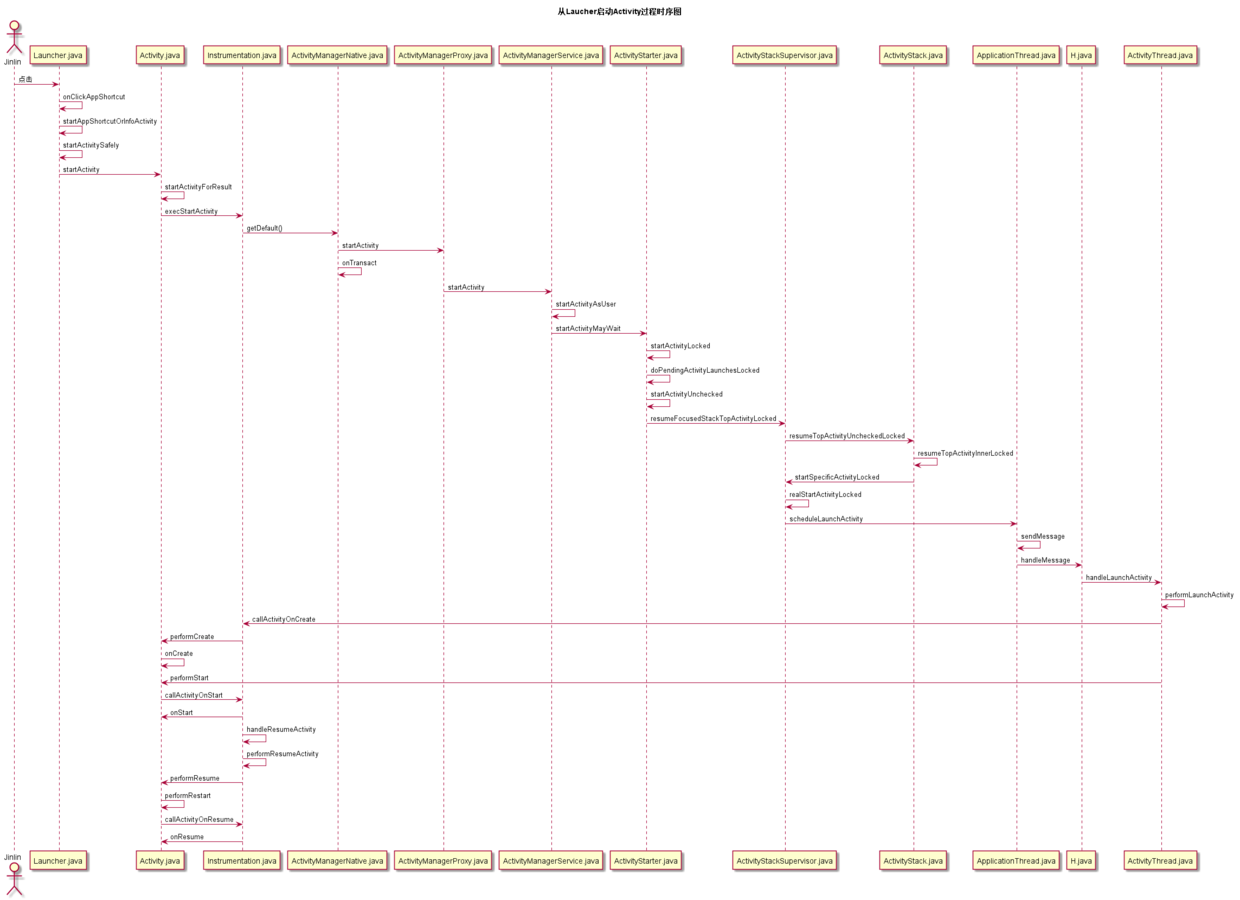 从Laucher启动Activity过程时序图
Jinlin
Launcher.java
Activity.java
Instrumentation.java
ActivityManagerNative.java
ActivityManagerProxy.java
ActivityManagerService.java
ActivityStarter.java
ActivityStackSupervisor.java
ActivityStack.java
ApplicationThread.java
H.java
ActivityThread.java
点击
onClickAppShortcut
startAppShortcutOrInfoActivity
startActivitySafely
startActivity
startActivityForResult
execStartActivity
getDefault()
startActivity
onTransact
startActivity
startActivityAsUser
startActivityMayWait
startActivityLocked
doPendingActivityLaunchesLocked
startActivityUnchecked
resumeFocusedStackTopActivityLocked
resumeTopActivityUncheckedLocked
resumeTopActivityInnerLocked
startSpecificActivityLocked
realStartActivityLocked
scheduleLaunchActivity
sendMessage
handleMessage
handleLaunchActivity
performLaunchActivity
callActivityOnCreate
performCreate
onCreate
performStart
callActivityOnStart
onStart
handleResumeActivity
performResumeActivity
performResume
performRestart
callActivityOnResume
onResume
Jinlin
Launcher.java
Activity.java
Instrumentation.java
ActivityManagerNative.java
ActivityManagerProxy.java
ActivityManagerService.java
ActivityStarter.java
ActivityStackSupervisor.java
ActivityStack.java
ApplicationThread.java
H.java
ActivityThread.java